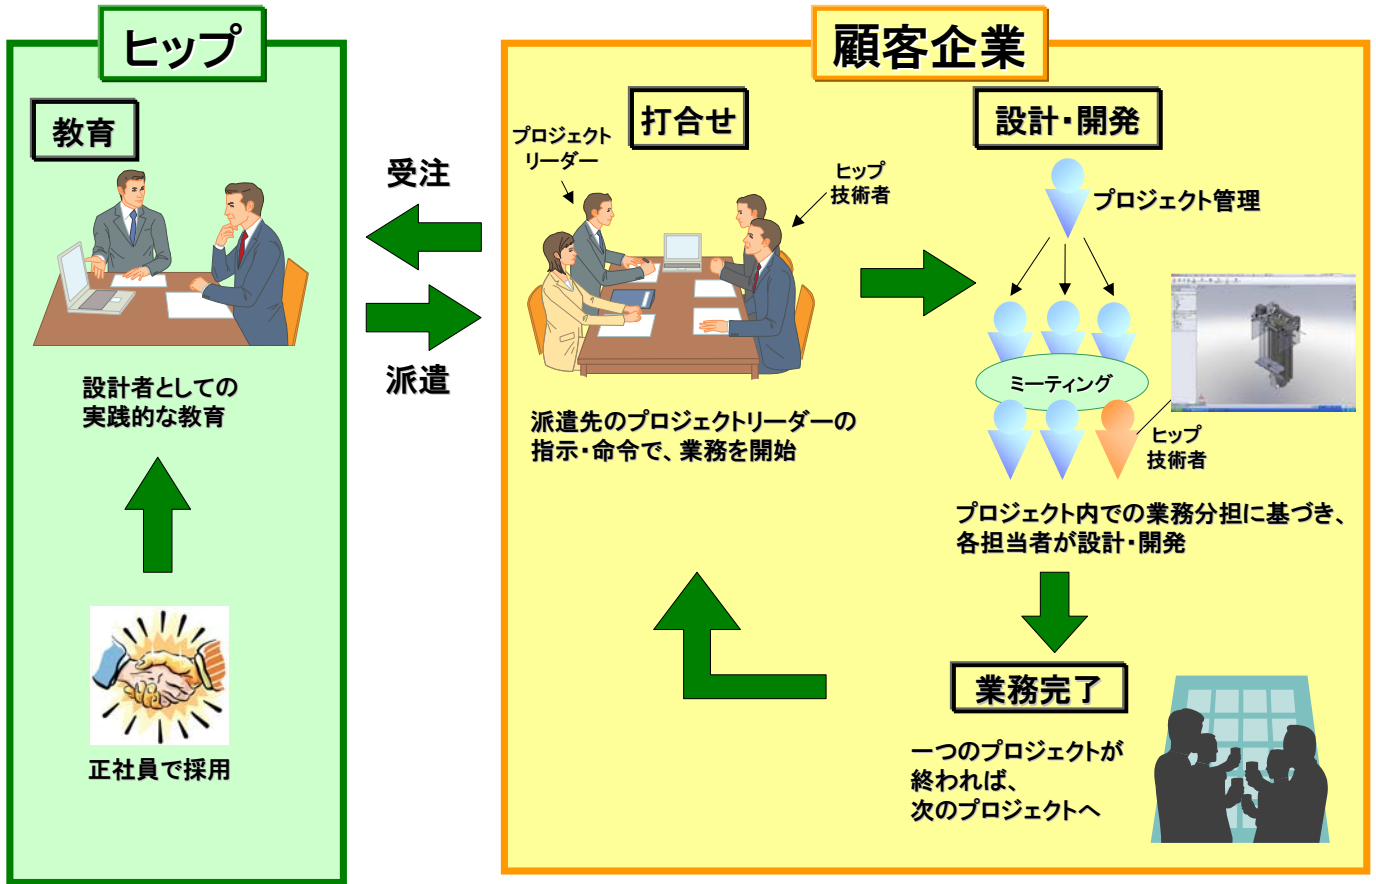 ヒップ
教育
設計者としての
実践的な教育
正社員で採用
受注
派遣
顧客企業
打合せ
プロジェクト
リーダー
ヒップ
技術者
派遣先のプロジェクトリーダーの
指示・命令で、業務を開始
設計・開発
プロジェクト管理
ミーティング
ヒップ
技術者
プロジェクト内での業務分担に基づき、
各担当者が設計・開発
業務完了
一つのプロジェクトが
終われば、
次のプロジェクトへ